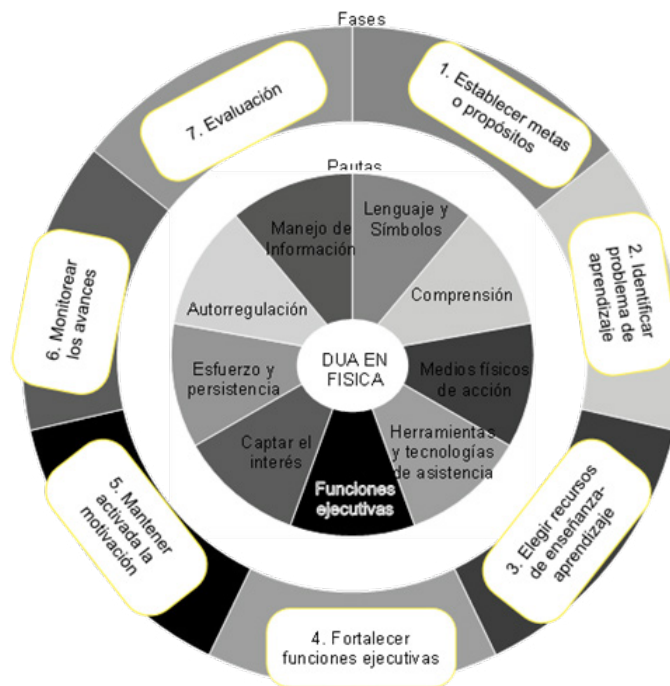 Fases
1. Establecer metas
o propósitos
2. Identificar
problema de
aprendizaje
3. Elegir recursos
de enseñanza-
aprendizaje
4. Fortalecer
funciones ejecutivas
5. Mantener
activada la
motivación
6. Monitorear
los avances
7. Evaluación
Pautas
Lenguaje y
Símbolos
Comprensión
Medios físicos
de acción
Herramientas
y tecnologías
de asistencia
Funciones
ejecutivas
Captar el
interés
Esfuerzo y
persistencia
Autorregulación
Manejo de
Información
DUA EN
FISICA